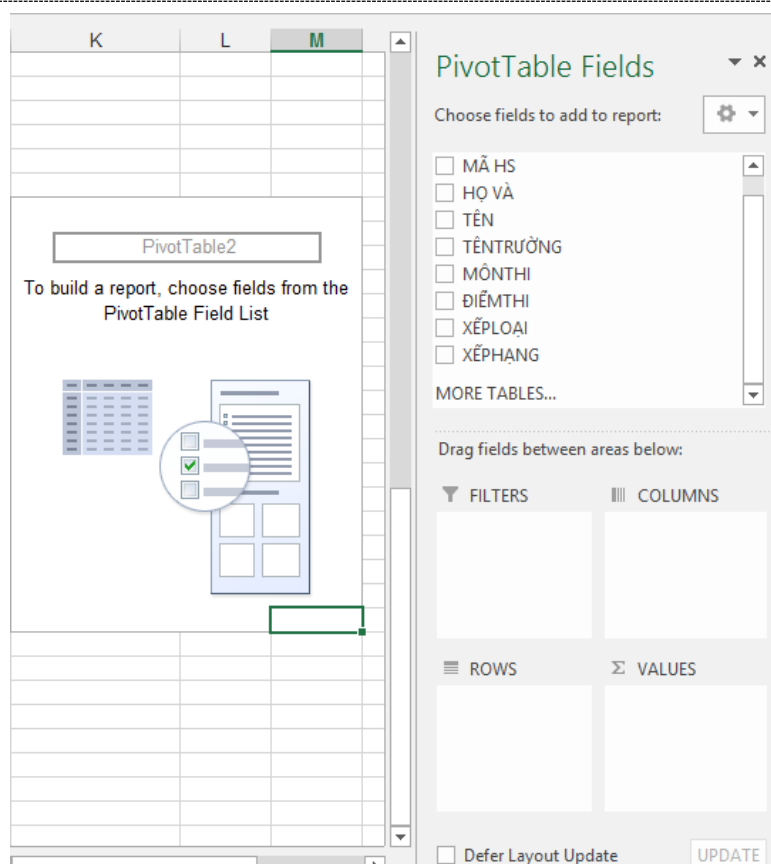 K L M
PivotTable2
To build a report, choose fields from the
PivotTable Field List
PivotTable Fields
Choose fields to add to report:
MÃ HS
HỌ VÀ
TÊN
TÊNTRƯỜNG
MÔNTHI
ĐIỂMTHI
XẾPLOẠI
XẾPHẠNG
MORE TABLES...
Drag fields between areas below:
FILTERS
COLUMNS
ROWS
Σ VALUES
Defer Layout Update
UPDATE